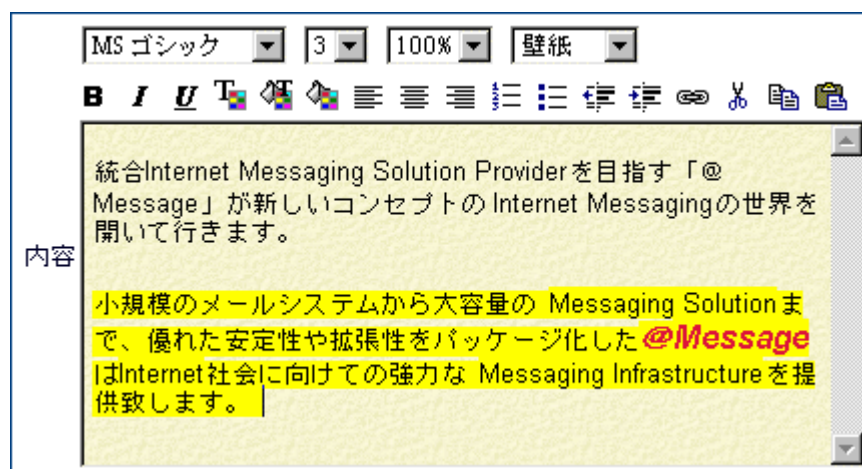 MS ゴシック 3 100% 壁紙
B I U
内容
統合Internet Messaging Solution Providerを目指す「@
Message」が新しいコンセプトの Internet Messagingの世界を
開いて行きます。
小規模のメールシステムから大容量の Messaging Solutionま
で、優れた安定性や拡張性をパッケージ化した@Message
はInternet社会に向けての強力な Messaging Infrastructureを提
供致します。